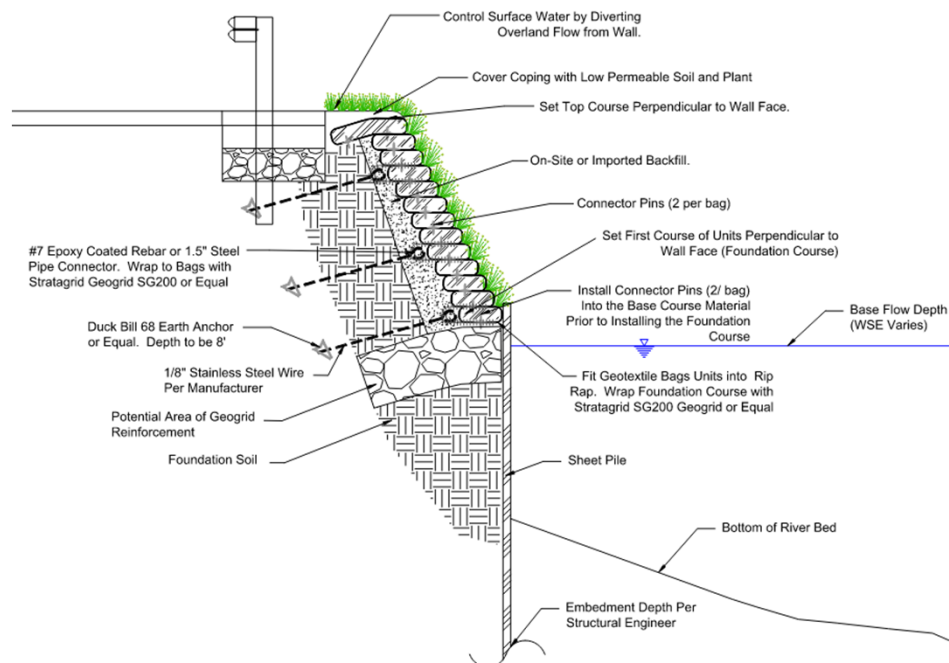 Control Surface Water by Diverting
Overland Flow from Wall.
Cover Coping with Low Permeable Soil and Plant
Set Top Course Perpendicular to Wall Face.
On-Site or Imported Backfill.
Connector Pins (2 per bag)
Set First Course of Units Perpendicular to
Wall Face (Foundation Course)
Install Connector Pins (2/ bag)
Into the Base Course Material
Prior to Installing the Foundation
Course
Base Flow Depth
(WSE Varies)
Fit Geotextile Bags Units into Rip
Rap. Wrap Foundation Course with
Stratagrid SG200 Geogrid or Equal
Sheet Pile
Bottom of River Bed
Embedment Depth Per
Structural Engineer
#7 Epoxy Coated Rebar or 1.5" Steel
Pipe Connector. Wrap to Bags with
Stratagrid Geogrid SG200 or Equal
Duck Bill 68 Earth Anchor
or Equal. Depth to be 8'
1/8" Stainless Steel Wire
Per Manufacturer
Potential Area of Geogrid
Reinforcement
Foundation Soil